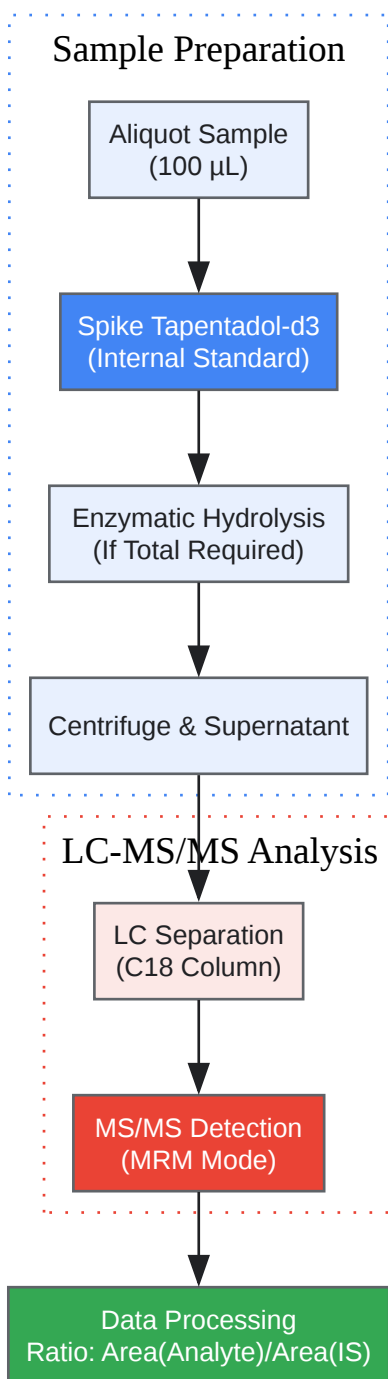 Sample Preparation
Aliquot Sample
(100 µL)
Spike Tapentadol-d3
(Internal Standard)
Enzymatic Hydrolysis
(If Total Required)
Centrifuge & Supernatant
LC-MS/MS Analysis
LC Separation
(C18 Column)
MS/MS Detection
(MRM Mode)
Data Processing
Ratio: Area(Analyte)/Area(IS)